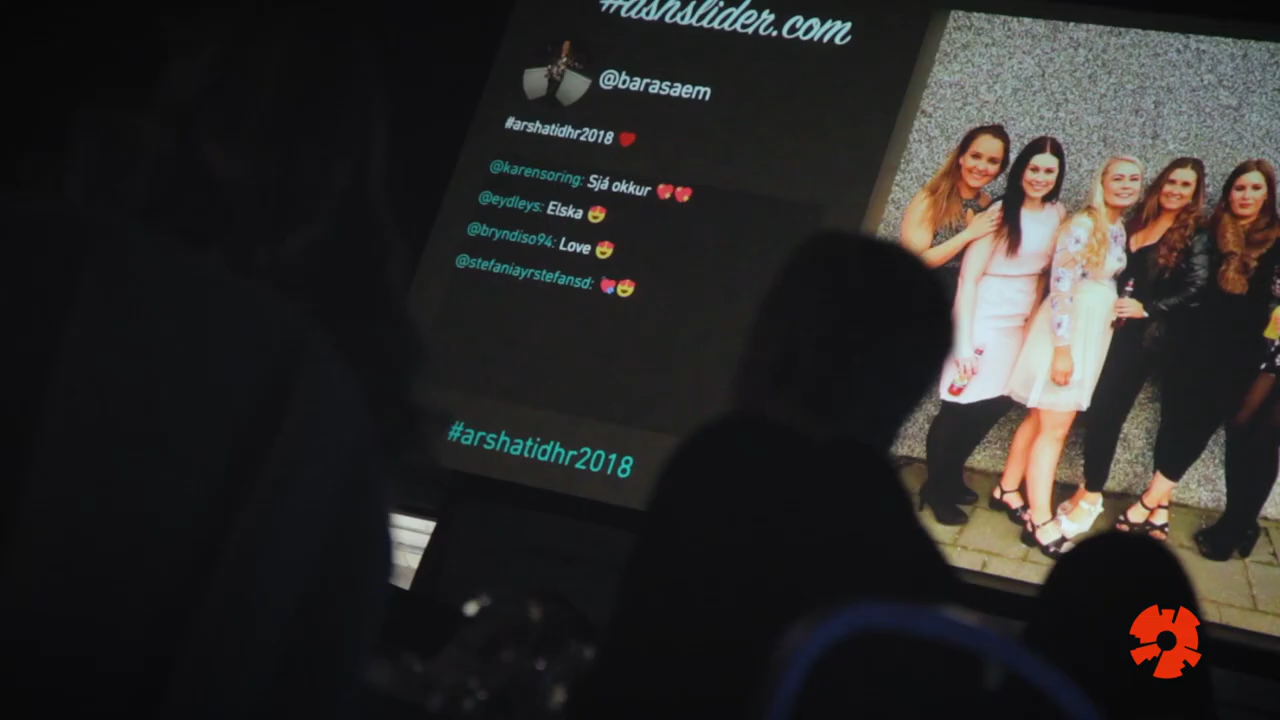 #ashslider.com
@barasaem
#arshatidhr2018 ❤️
@karensoring: Sjá okkur 💖💖
@eydleys: Elska 😍
@bryndiso94: Love 😍
@stefaniayrstefansd: 💘😍
#arshatidhr2018